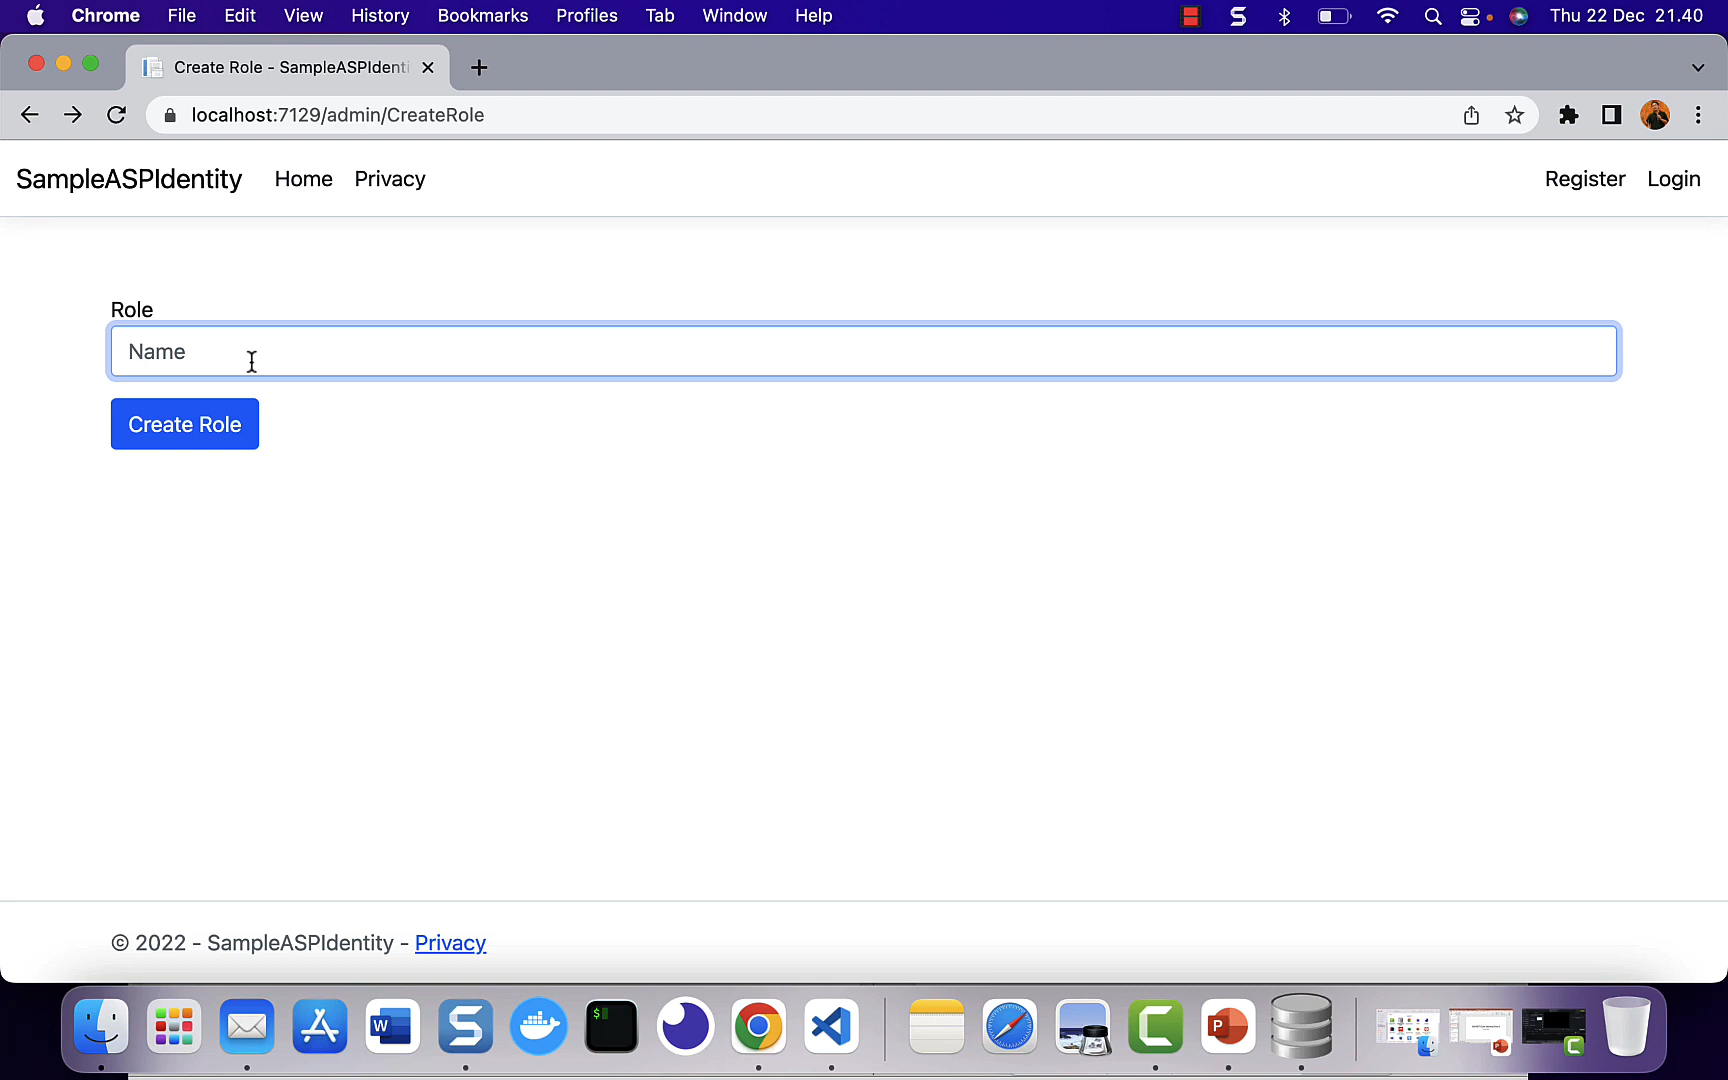 Chrome File Edit View History Bookmarks Profiles Tab Window Help Thu 22 Dec 21.40
Create Role - SampleASPIdenti
localhost:7129/admin/CreateRole
SampleASPIdentity Home Privacy Register Login
Role
Name
Create Role
© 2022 - SampleASPIdentity - Privacy